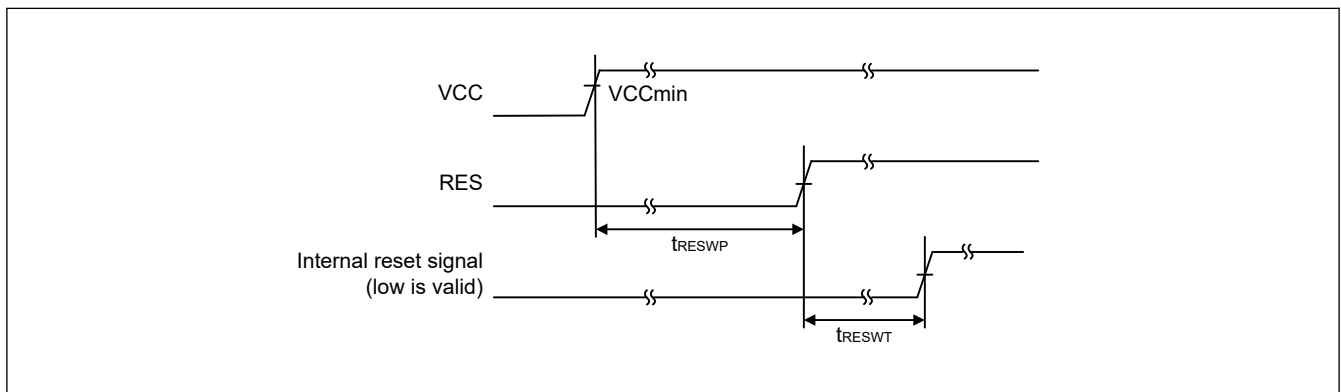 VCC
VCCmin
RES
tRESWP
Internal reset signal
(low is valid)
tRESWT